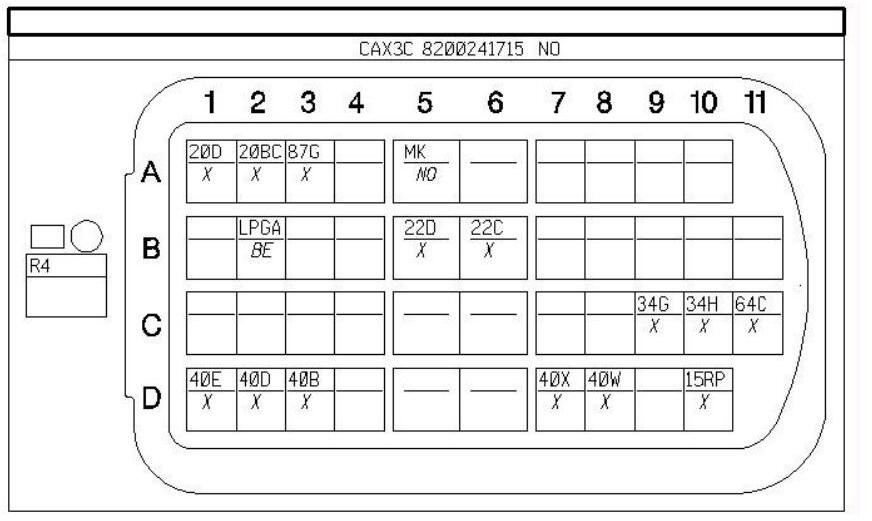 CAX3C 8200241715 NO
1 2 3 4 5 6 7 8 9 10 11
A
20D 20BC 87G MK
X X X NO
B
LPGA 22D 22C
BE X X
R4
C
34G 34H 64C
X X X
D
40E 40D 40B 40X 40W 15RP
X X X X X X